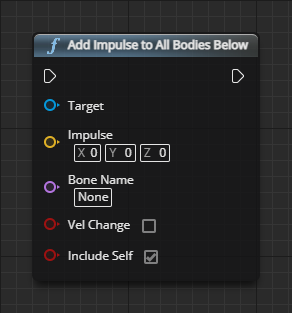 f Add Impulse to All Bodies Below
Target
Impulse
X 0 Y 0 Z 0
Bone Name
None
Vel Change
Include Self